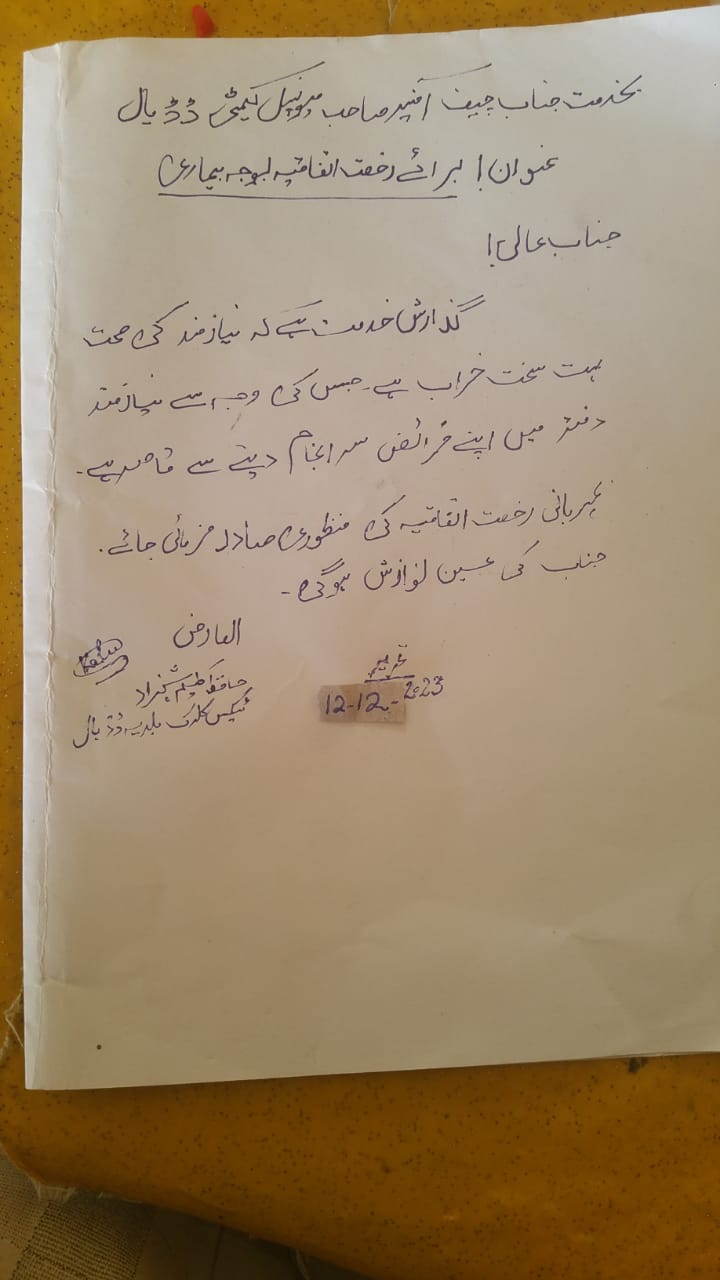 بخدمت جناب چیف آفیسر صاحب میونسپل کمیٹی ڈڈیال
عنوان! برائے رخصت اتفاقیہ بوجہ بیماری
جناب عالی!
گذارش خدمت ہے کہ نیازمند کی صحت
بہت سخت خراب ہے۔ جس کی وجہ سے نیازمند
دفتر میں اپنے فرائض سرانجام دینے سے قاصر ہے۔
مہربانی رخصت اتفاقیہ کی منظوری صادر فرمائی جائے۔
جناب کی عین نوازش ہوگی۔
العارض
حافظ شہزاد
ٹیکس کلرک بلدیہ ڈڈیال
12-12-2023